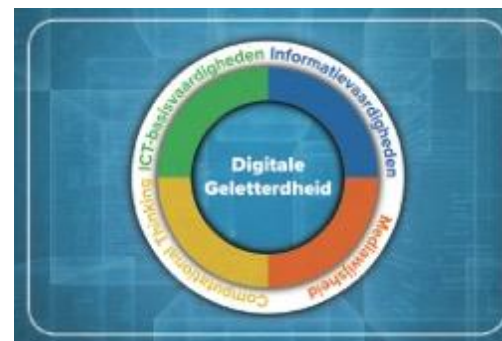 Digitale
Geletterdheid
ICT-basisvaardigheden
Informatievaardigheden
Mediawijsheid
Computational Thinking